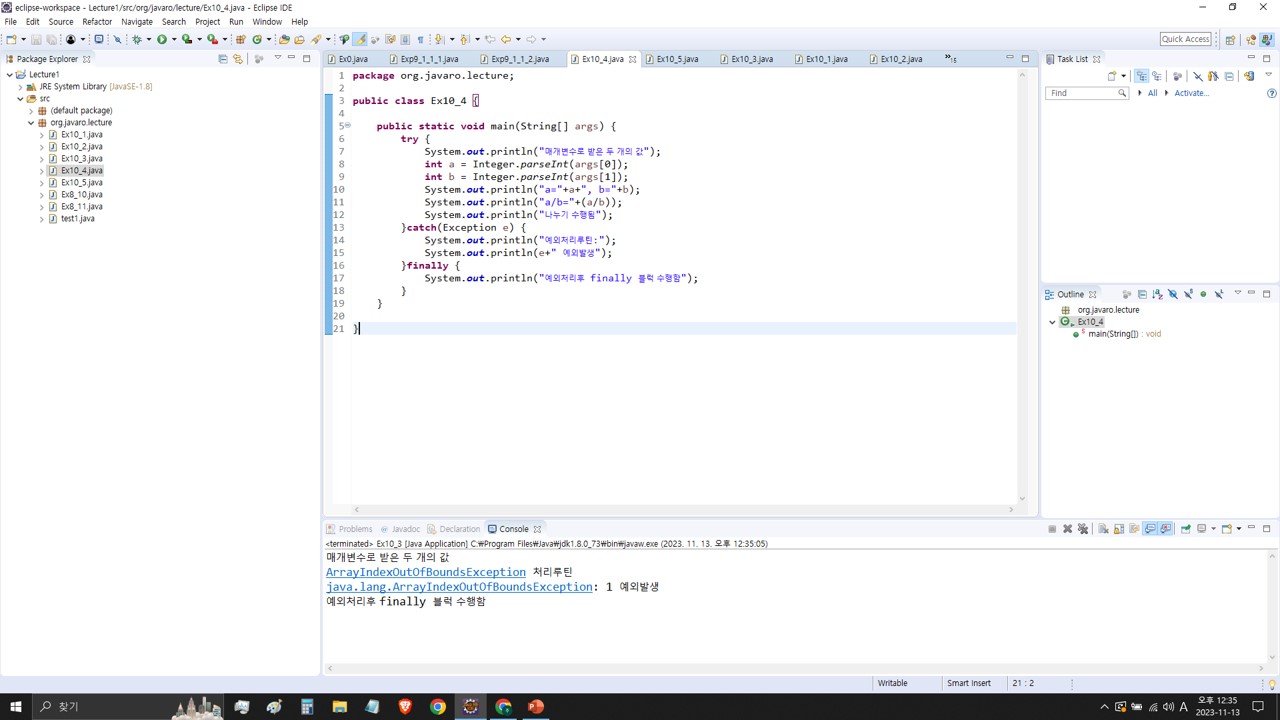 eclipse-workspace - Lecture1/src/org/javaro/lecture/Ex10_4.java - Eclipse IDE
File Edit Source Refactor Navigate Search Project Run Window Help
Quick Access
Package Explorer
Lecture1
JRE System Library [JavaSE-1.8]
src
(default package)
org.javaro.lecture
Ex10_1.java
Ex10_2.java
Ex10_3.java
Ex10_4.java
Ex10_5.java
Ex8_10.java
Ex8_11.java
test1.java
Ex0.java Exp9_1_1_1.java Exp9_1_1_2.java Ex10_4.java Ex10_5.java Ex10_3.java Ex10_1.java Ex10_2.java »15
1 package org.javaro.lecture;
2
3 public class Ex10_4 {
4
5 public static void main(String[] args) {
6 try {
7 System.out.println("매개변수로 받은 두 개의 값");
8 int a = Integer.parseInt(args[0]);
9 int b = Integer.parseInt(args[1]);
10 System.out.println("a="+a+", b="+b);
11 System.out.println("a/b="+(a/b));
12 System.out.println("나누기 수행됨");
13 }catch(Exception e) {
14 System.out.println("예외처리루틴:");
15 System.out.println(e+" 예외발생");
16 }finally {
17 System.out.println("예외처리후 finally 블럭 수행함");
18 }
19 }
20
21 }
Task List
Find All Activate...
Outline
org.javaro.lecture
Ex10_4
main(String[]) : void
Problems Javadoc Declaration Console
<terminated> Ex10_3 [Java Application] C:₩Program Files₩Java₩jdk1.8.0_73₩bin₩javaw.exe (2023. 11. 13. 오후 12:35:05)
매개변수로 받은 두 개의 값
ArrayIndexOutOfBoundsException 처리루틴
java.lang.ArrayIndexOutOfBoundsException: 1 예외발생
예외처리후 finally 블럭 수행함
Writable Smart Insert 21 : 2
찾기
A
오후 12:35
2023-11-13